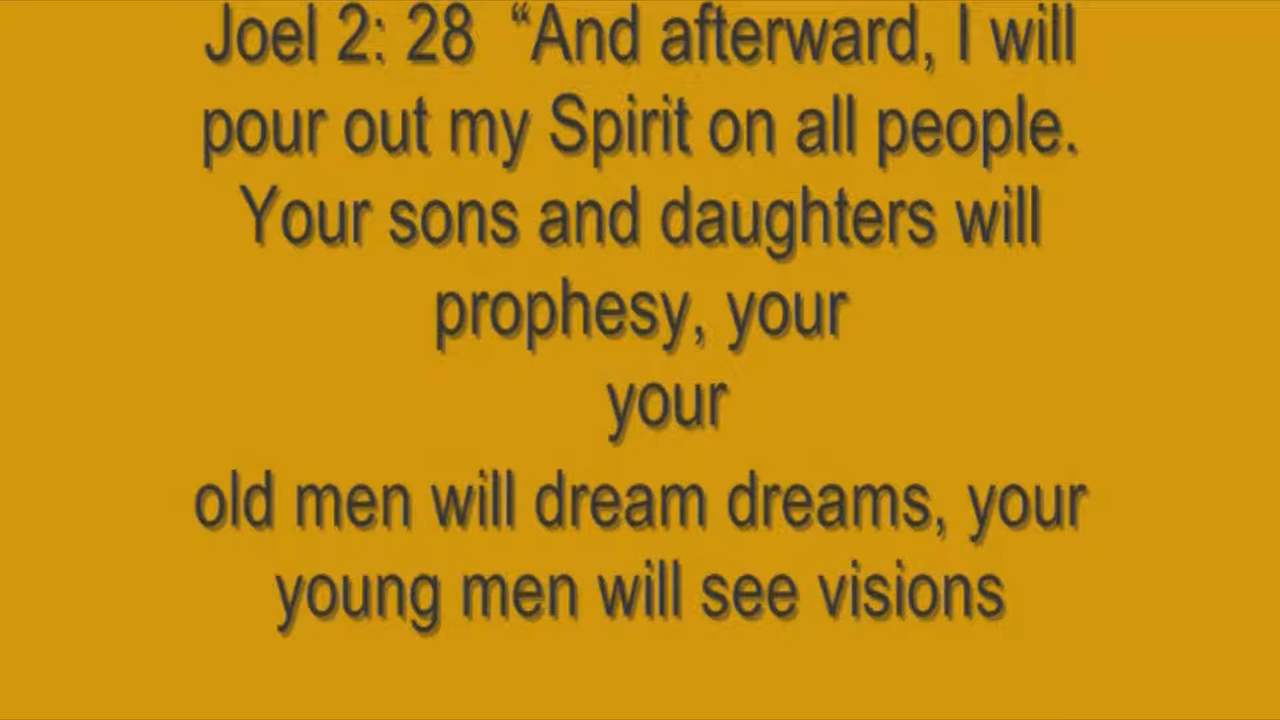 Joel 2: 28  “And afterward, I will
pour out my Spirit on all people.
Your sons and daughters will
prophesy, your
your
old men will dream dreams, your
young men will see visions